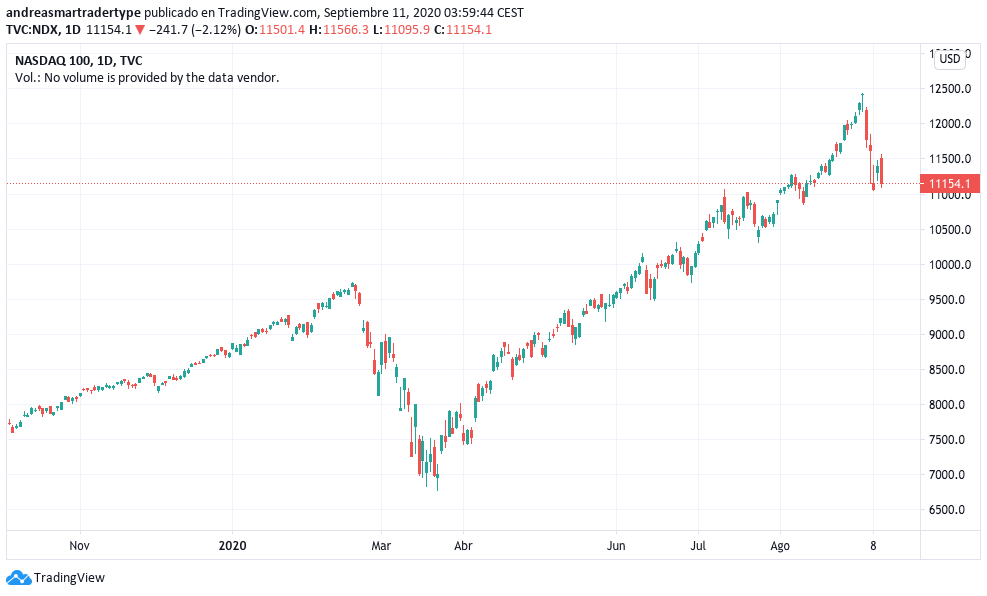 andreasmartradertype publicado en TradingView.com, Septiembre 11, 2020 03:59:44 CEST
TVC:NDX, 1D 11154.1 ▼ −241.7 (−2.12%) O:11501.4 H:11566.3 L:11095.9 C:11154.1
NASDAQ 100, 1D, TVC
Vol.: No volume is provided by the data vendor.
USD
12500.0
12000.0
11500.0
11154.1
11000.0
10500.0
10000.0
9500.0
9000.0
8500.0
8000.0
7500.0
7000.0
6500.0
Nov 2020 Mar Abr Jun Jul Ago 8
TradingView